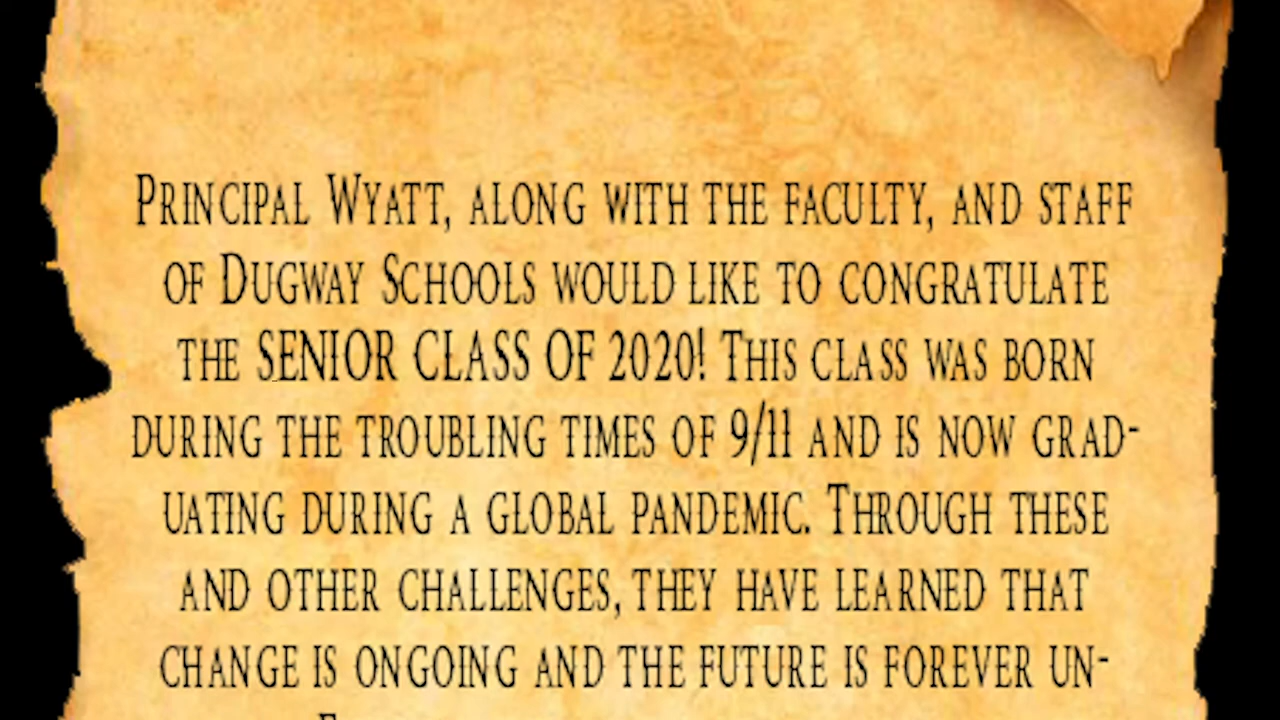 Principal Wyatt, along with the faculty, and staff
of Dugway Schools would like to congratulate
the SENIOR CLASS OF 2020! This class was born
during the troubling times of 9/11 and is now grad-
uating during a global pandemic. Through these
and other challenges, they have learned that
change is ongoing and the future is forever un-